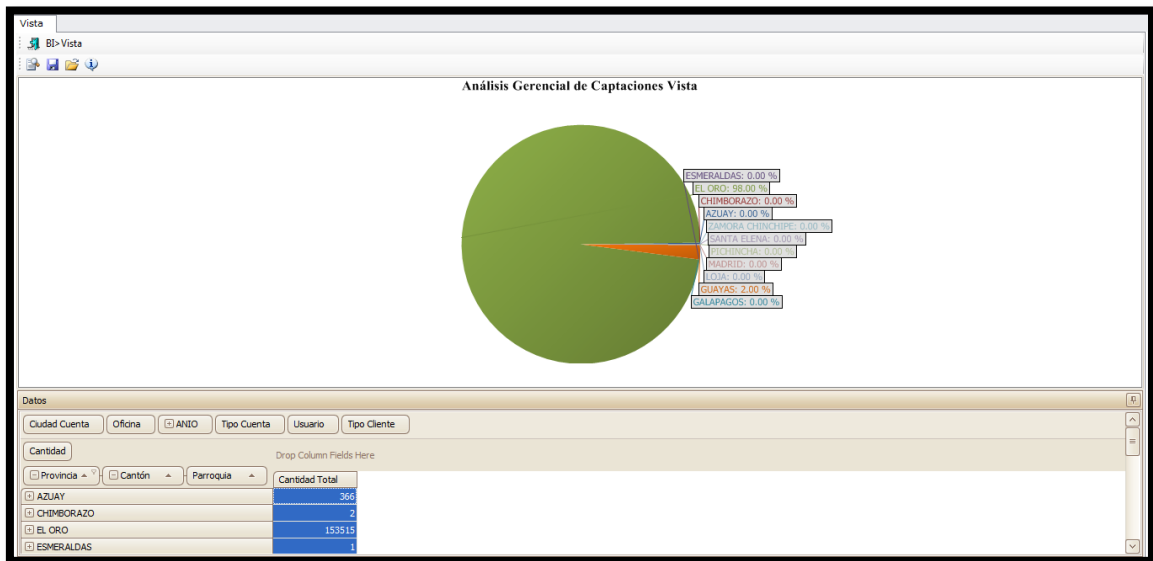 Vista
BI>Vista
Análisis Gerencial de Captaciones Vista
ESMERALDAS: 0.00 %
EL ORO: 98.00 %
CHIMBORAZO: 0.00 %
AZUAY: 0.00 %
ZAMORA CHINCHIPE: 0.00 %
SANTA ELENA: 0.00 %
PICHINCHA: 0.00 %
MADRID: 0.00 %
LOJA: 0.00 %
GUAYAS: 2.00 %
GALAPAGOS: 0.00 %
Datos
Ciudad Cuenta Oficina ANIO Tipo Cuenta Usuario Tipo Cliente
Cantidad Drop Column Fields Here
Provincia Cantón Parroquia Cantidad Total
AZUAY 366
CHIMBORAZO 2
EL ORO 153515
ESMERALDAS 1